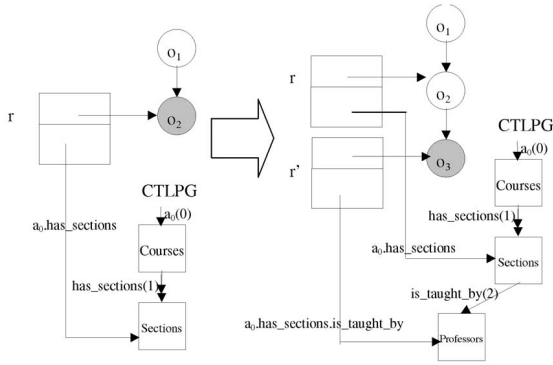 o1
r
o2
CTLPG
a0(0)
a0.has_sections
Courses
has_sections(1)
Sections
o1
r
o2
CTLPG
a0(0)
r'
o3
Courses
has_sections(1)
a0.has_sections
Sections
is_taught_by(2)
a0.has_sections.is_taught_by
Professors